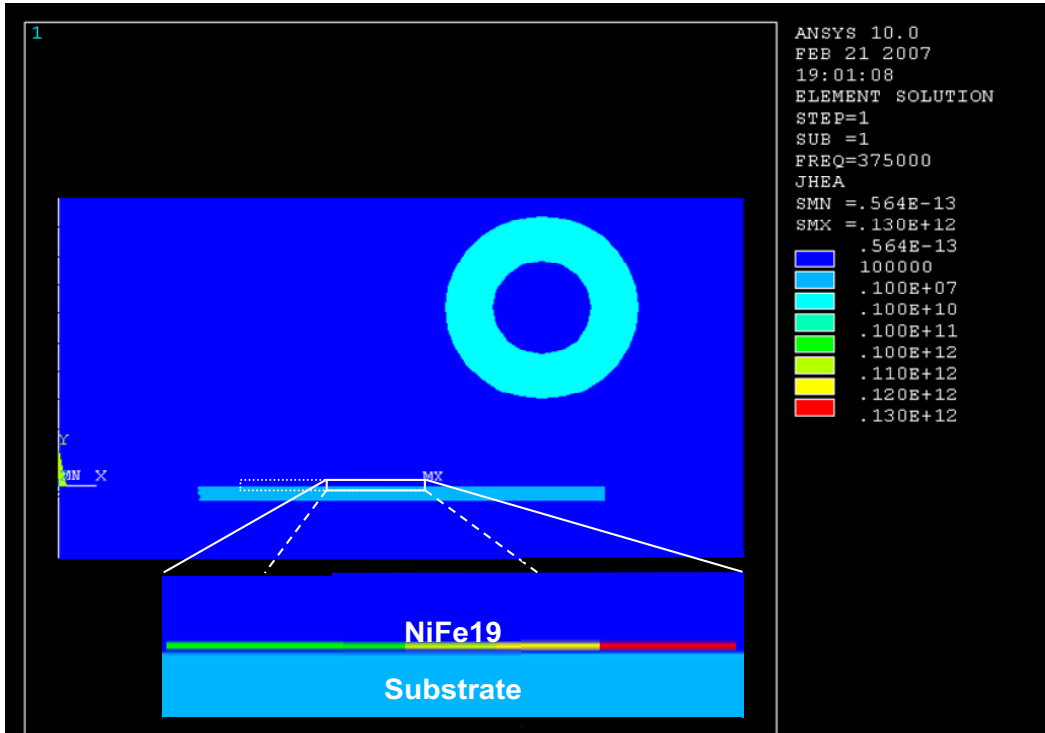 1
ANSYS 10.0
FEB 21 2007
19:01:08
ELEMENT SOLUTION
STEP=1
SUB =1
FREQ=375000
JHEA
SMN =.564E-13
SMX =.130E+12
.564E-13
100000
.100E+07
.100E+10
.100E+11
.100E+12
.110E+12
.120E+12
.130E+12
Y
MN X
MX
NiFe19
Substrate